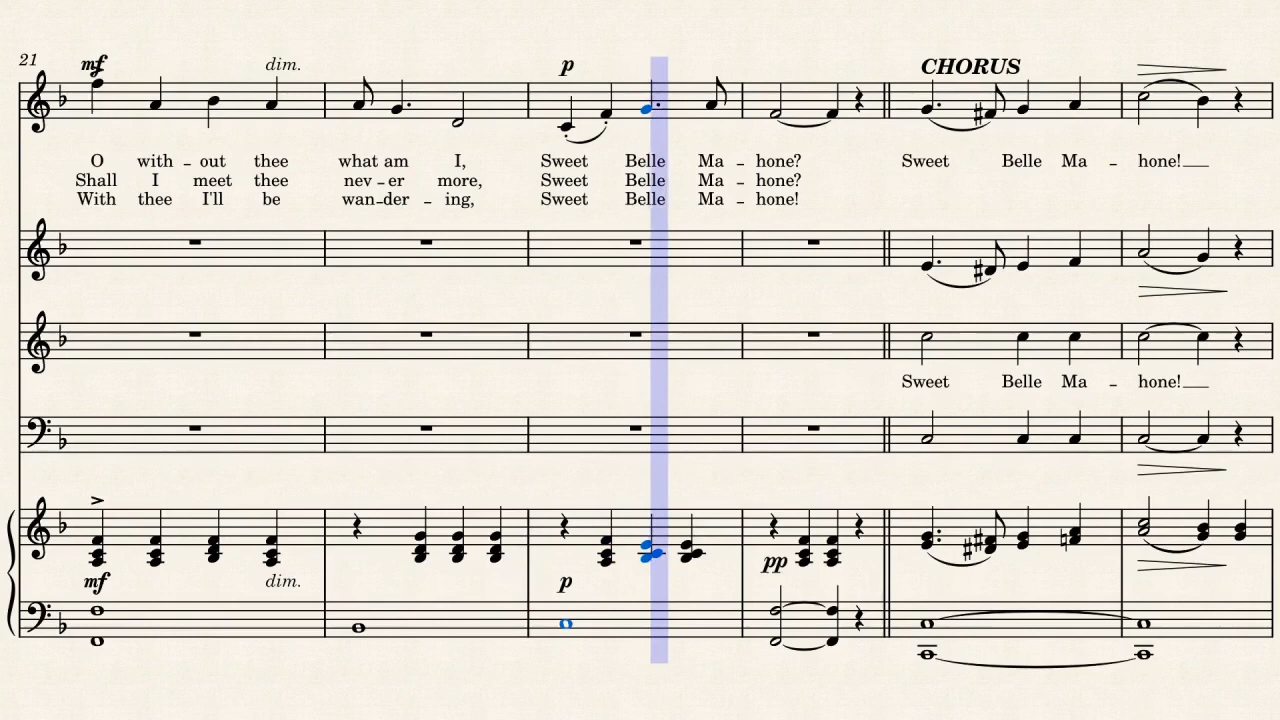 21 mf dim. p CHORUS
O with - out thee what am I, Sweet Belle Ma - hone? Sweet Belle Ma - hone!
Shall I meet thee nev - er more, Sweet Belle Ma - hone?
With thee I'll be wan - der - ing, Sweet Belle Ma - hone!
Sweet Belle Ma - hone!
pp
mf dim. p